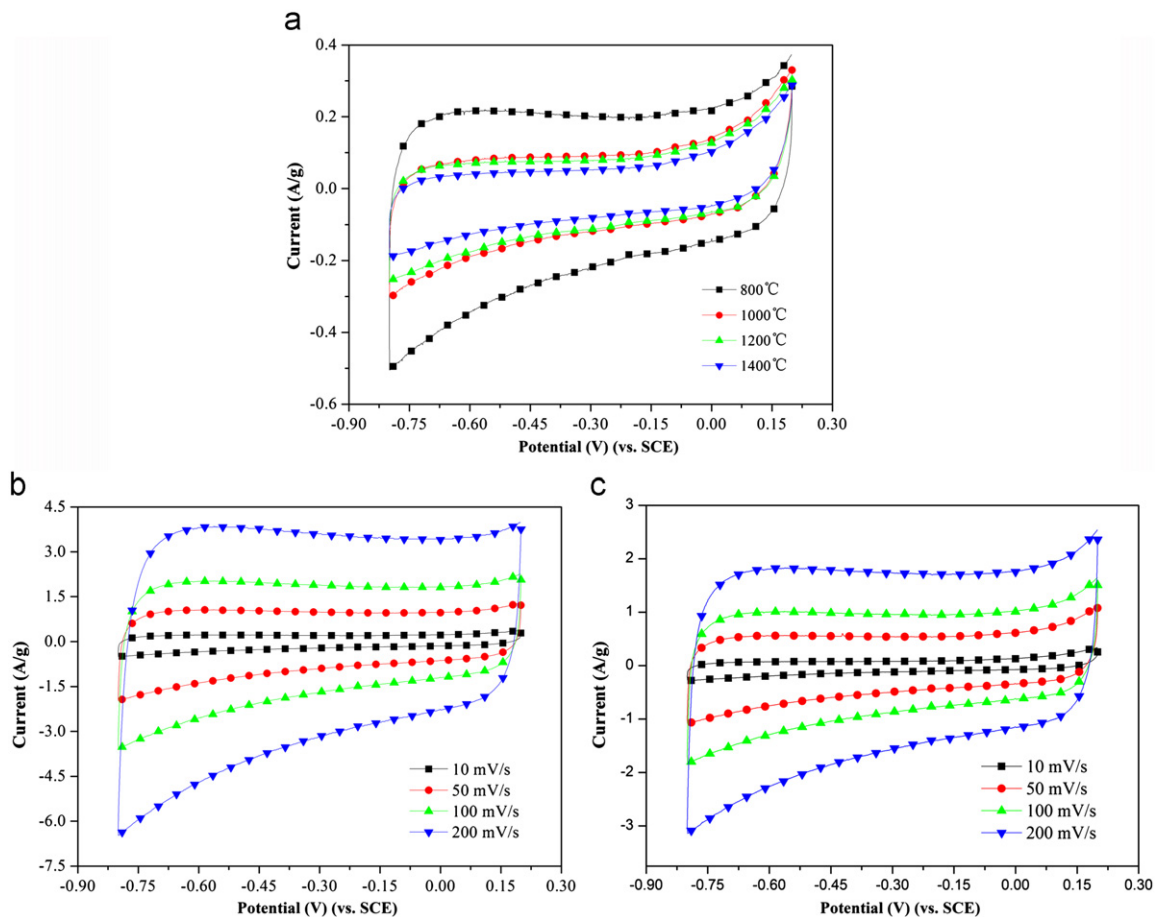 a
0.4
0.2
0.0
-0.2
-0.4
-0.6
Current (A/g)
800℃
1000℃
1200℃
1400℃
-0.90 -0.75 -0.60 -0.45 -0.30 -0.15 0.00 0.15 0.30
Potential (V) (vs. SCE)
b
4.5
3.0
1.5
0.0
-1.5
-3.0
-4.5
-6.0
-7.5
Current (A/g)
10 mV/s
50 mV/s
100 mV/s
200 mV/s
-0.90 -0.75 -0.60 -0.45 -0.30 -0.15 0.00 0.15 0.30
Potential (V) (vs. SCE)
c
3
2
1
0
-1
-2
-3
Current (A/g)
10 mV/s
50 mV/s
100 mV/s
200 mV/s
-0.90 -0.75 -0.60 -0.45 -0.30 -0.15 0.00 0.15 0.30
Potential (V) (vs. SCE)